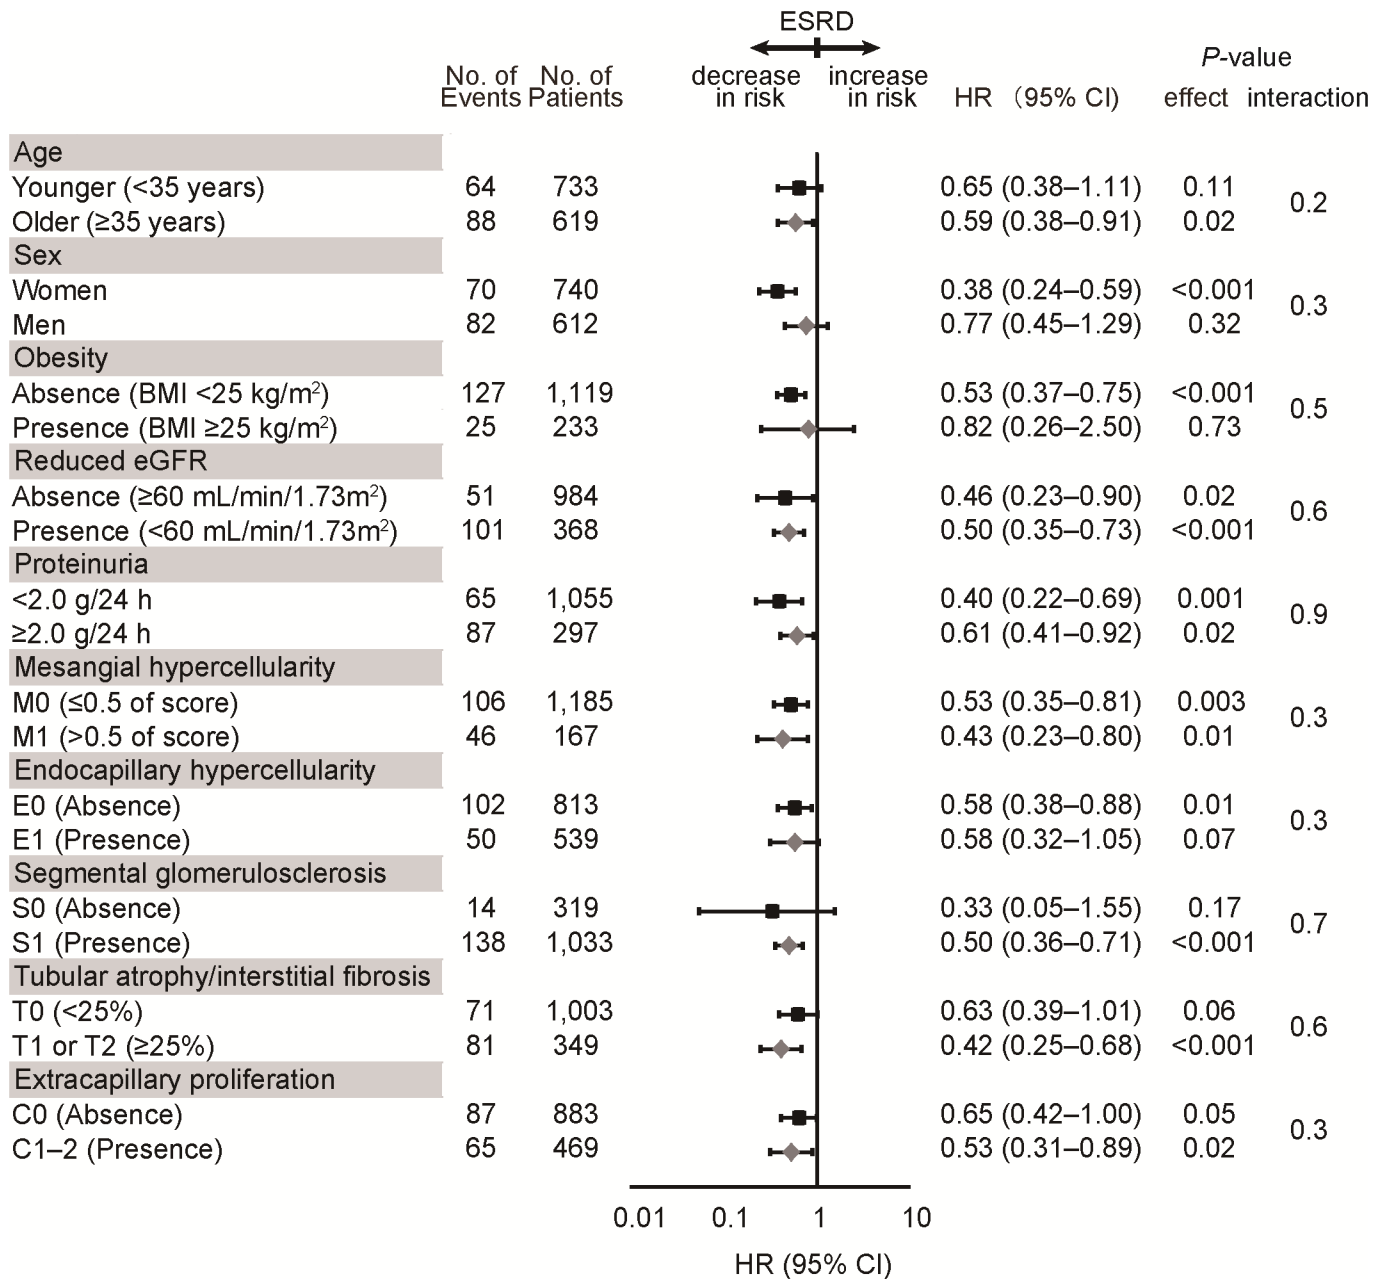 ESRD
decrease in risk
increase in risk
P-value
No. of Events No. of Patients HR （95% CI) effect interaction
Age
Younger (<35 years) 64 733 0.65 (0.38–1.11) 0.11
0.2
Older (≥35 years) 88 619 0.59 (0.38–0.91) 0.02
Sex
Women 70 740 0.38 (0.24–0.59) <0.001
0.3
Men 82 612 0.77 (0.45–1.29) 0.32
Obesity
Absence (BMI <25 kg/m²) 127 1,119 0.53 (0.37–0.75) <0.001
0.5
Presence (BMI ≥25 kg/m²) 25 233 0.82 (0.26–2.50) 0.73
Reduced eGFR
Absence (≥60 mL/min/1.73m²) 51 984 0.46 (0.23–0.90) 0.02
0.6
Presence (<60 mL/min/1.73m²) 101 368 0.50 (0.35–0.73) <0.001
Proteinuria
<2.0 g/24 h 65 1,055 0.40 (0.22–0.69) 0.001
0.9
≥2.0 g/24 h 87 297 0.61 (0.41–0.92) 0.02
Mesangial hypercellularity
M0 (≤0.5 of score) 106 1,185 0.53 (0.35–0.81) 0.003
0.3
M1 (>0.5 of score) 46 167 0.43 (0.23–0.80) 0.01
Endocapillary hypercellularity
E0 (Absence) 102 813 0.58 (0.38–0.88) 0.01
0.3
E1 (Presence) 50 539 0.58 (0.32–1.05) 0.07
Segmental glomerulosclerosis
S0 (Absence) 14 319 0.33 (0.05–1.55) 0.17
0.7
S1 (Presence) 138 1,033 0.50 (0.36–0.71) <0.001
Tubular atrophy/interstitial fibrosis
T0 (<25%) 71 1,003 0.63 (0.39–1.01) 0.06
0.6
T1 or T2 (≥25%) 81 349 0.42 (0.25–0.68) <0.001
Extracapillary proliferation
C0 (Absence) 87 883 0.65 (0.42–1.00) 0.05
0.3
C1–2 (Presence) 65 469 0.53 (0.31–0.89) 0.02
0.01 0.1 1 10
HR (95% CI)